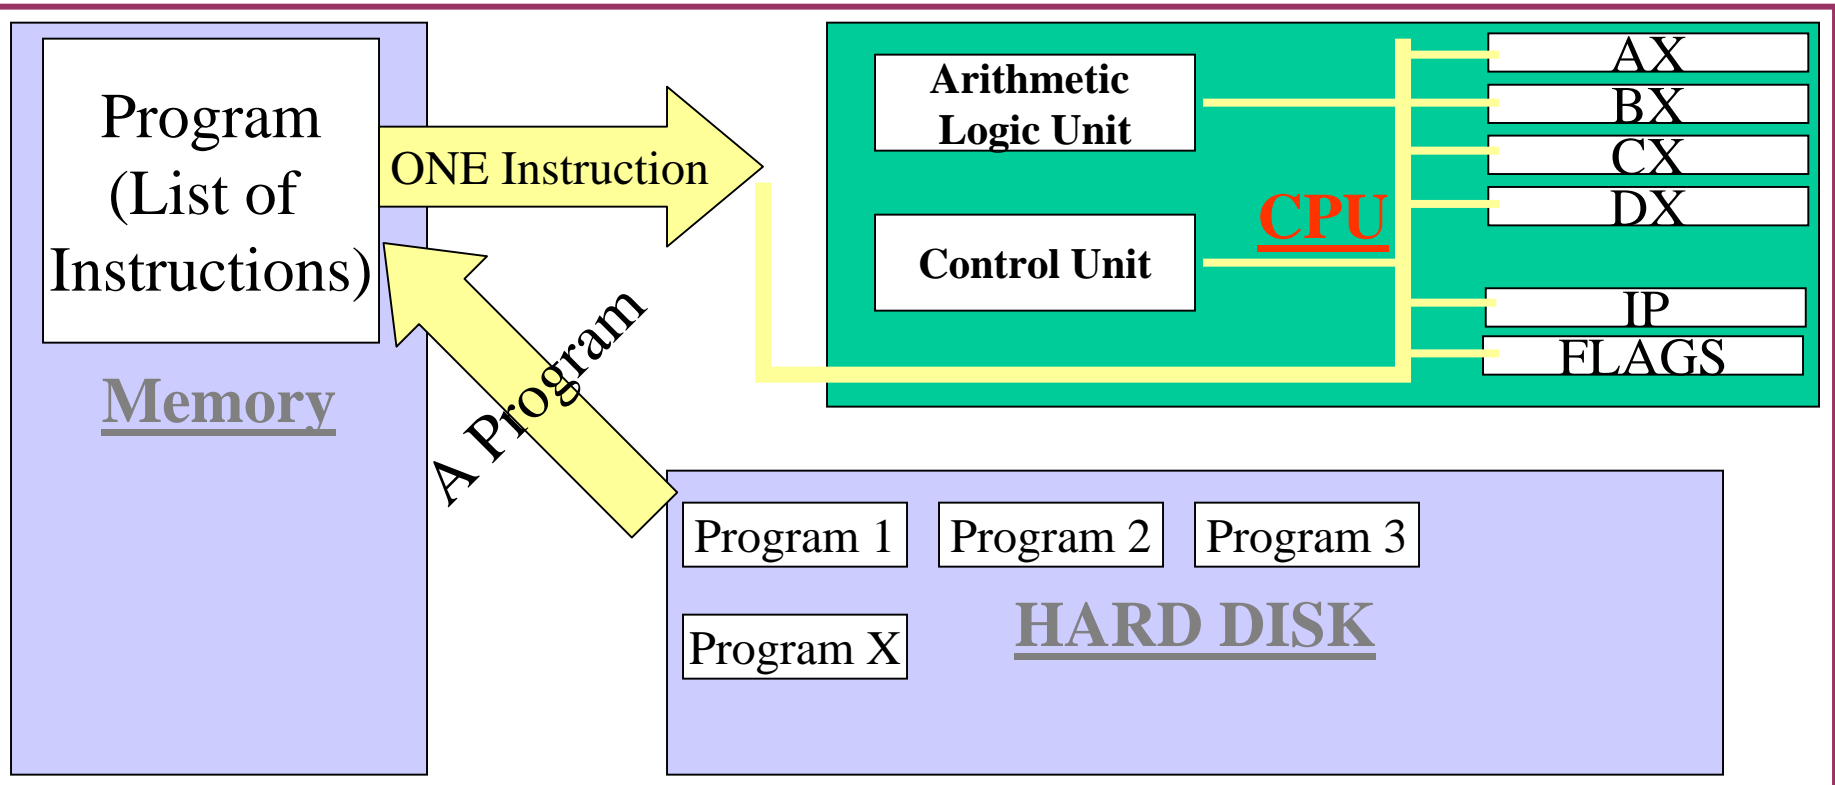 Program
(List of
Instructions)
Memory
ONE Instruction
A Program
Arithmetic
Logic Unit
Control Unit
CPU
AX
BX
CX
DX
IP
FLAGS
Program 1
Program 2
Program 3
Program X
HARD DISK